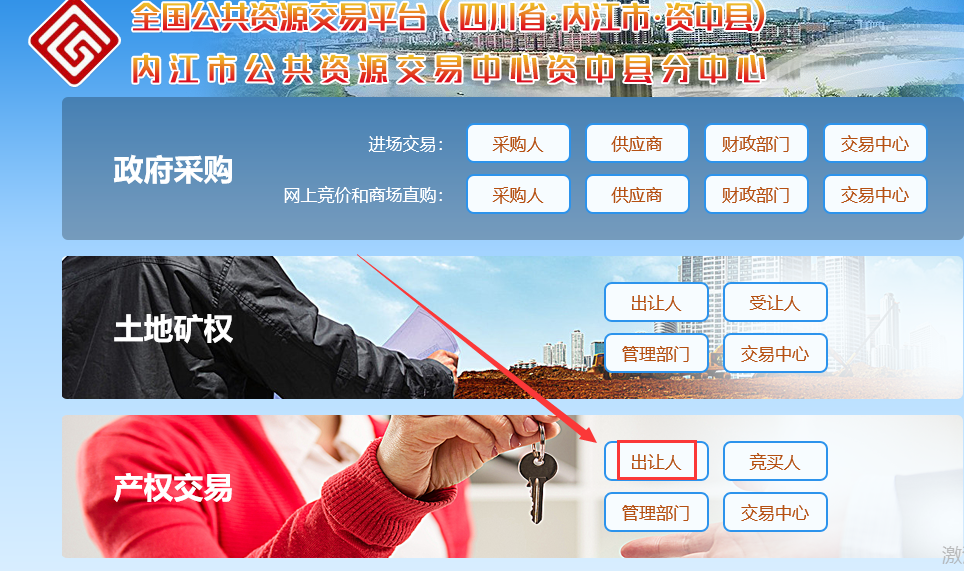 全国公共资源交易平台（四川省·内江市·资中县）
内江市公共资源交易中心资中县分中心
政府采购
进场交易： 采购人 供应商 财政部门 交易中心
网上竞价和商场直购： 采购人 供应商 财政部门 交易中心
土地矿权
出让人 受让人
管理部门 交易中心
产权交易
出让人 竞买人
管理部门 交易中心
激